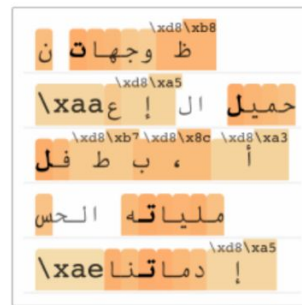 \xd8\xb8
ظ وجهات ن
\xd8\xa5
حميل ال إ ع \xaa
\xd8\xb7 \xd8\x8c \xd8\xa3
أ ، ب ط فل
ملياته الحس
\xd8\xa5
إ دماتنا \xae